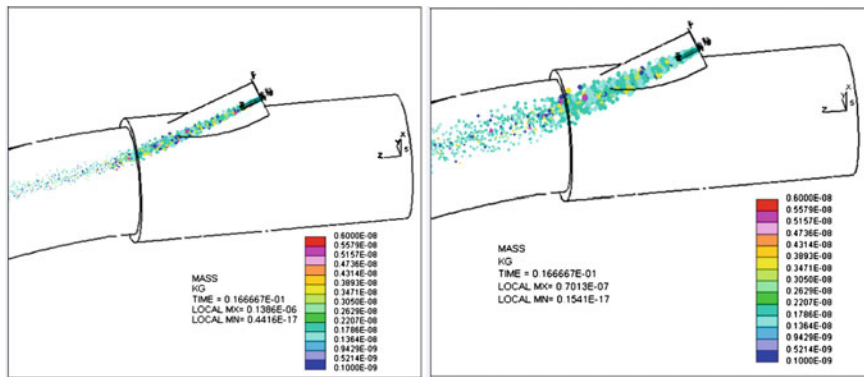 MASS
KG
TIME = 0.166667E-01
LOCAL MX= 0.1386E-06
LOCAL MN= 0.4416E-17
0.6000E-08
0.5579E-08
0.5157E-08
0.4736E-08
0.4314E-08
0.3893E-08
0.3471E-08
0.3050E-08
0.2629E-08
0.2207E-08
0.1786E-08
0.1364E-08
0.9429E-09
0.5214E-09
0.1000E-09
Z
X
5
MASS
KG
TIME = 0.166667E-01
LOCAL MX= 0.7013E-07
LOCAL MN= 0.1541E-17
0.6000E-08
0.5579E-08
0.5157E-08
0.4736E-08
0.4314E-08
0.3893E-08
0.3471E-08
0.3050E-08
0.2629E-08
0.2207E-08
0.1786E-08
0.1364E-08
0.9429E-09
0.5214E-09
0.1000E-09
Z
X
5